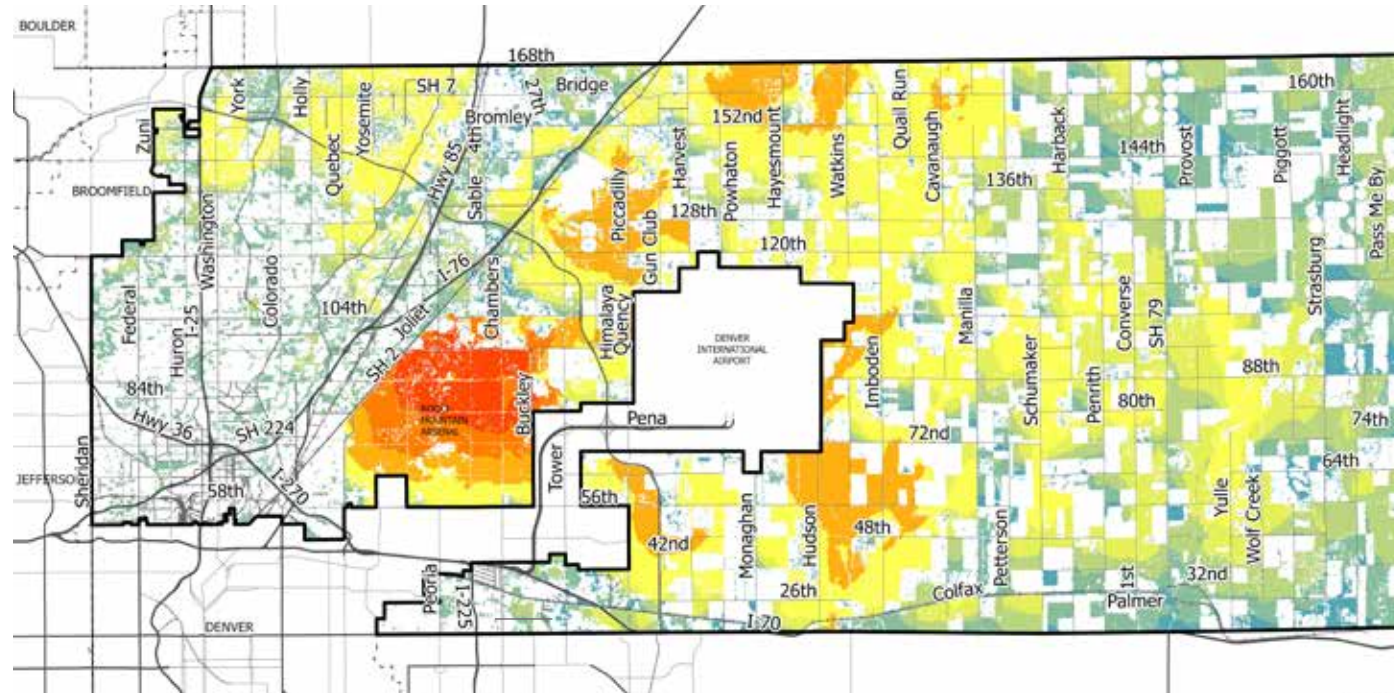 BOULDER
168th
York
Holly
SH 7
27th
Bridge
160th
Yosemite
Quebec
Zuni
4th
Bromley
152nd
Hayesmount
Quail Run
Cavanaugh
Harback
Headlight
Hwy 85
Sable
Harvest
Powhaton
Watkins
144th
Provost
Piggott
BROOMFIELD
136th
Pass Me By
Washington
Piccadilly
Gun Club
128th
120th
Strasburg
Federal
Huron
I-25
Colorado
104th
Joliet
I-76
Chambers
Himalaya
Quency
Manilla
Converse
SH 79
SH 2
DENVER
INTERNATIONAL
AIRPORT
Imboden
Schumaker
Penrith
88th
84th
Hwy 36
SH 224
ROCKY
MOUNTAIN
ARSENAL
Buckley
Pena
80th
74th
72nd
64th
Sheridan
JEFFERSO
I-270
58th
Tower
56th
42nd
Monaghan
Hudson
48th
Petterson
Yulle
Wolf Creek
Peoria
I-225
26th
Colfax
1st
Palmer
32nd
I-70
DENVER